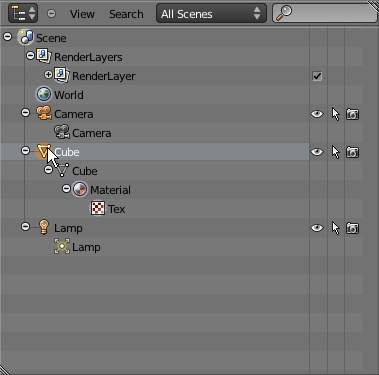 View Search All Scenes
Scene
RenderLayers
RenderLayer
World
Camera
Camera
Cube
Cube
Material
Tex
Lamp
Lamp